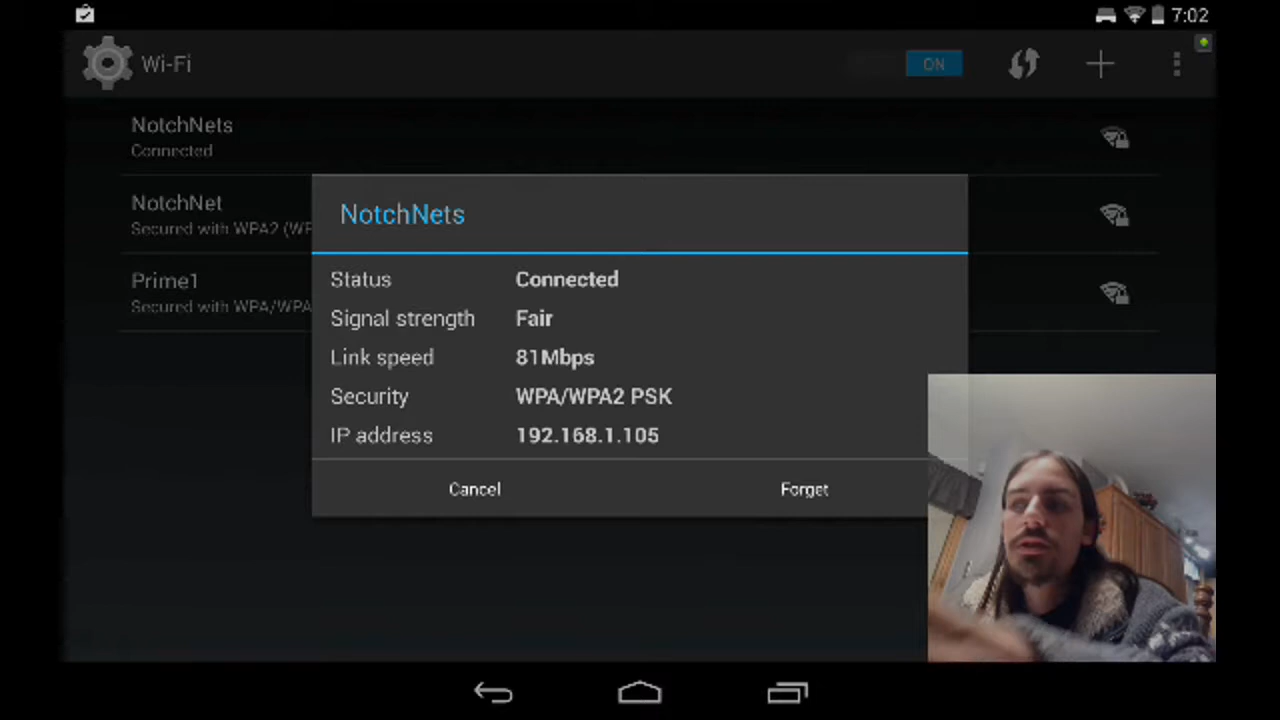 7:02
Wi-Fi
ON
NotchNets
Connected
NotchNet
Secured with WPA2 (WP
Prime1
Secured with WPA/WPA
NotchNets
Status Connected
Signal strength Fair
Link speed 81Mbps
Security WPA/WPA2 PSK
IP address 192.168.1.105
Cancel Forget